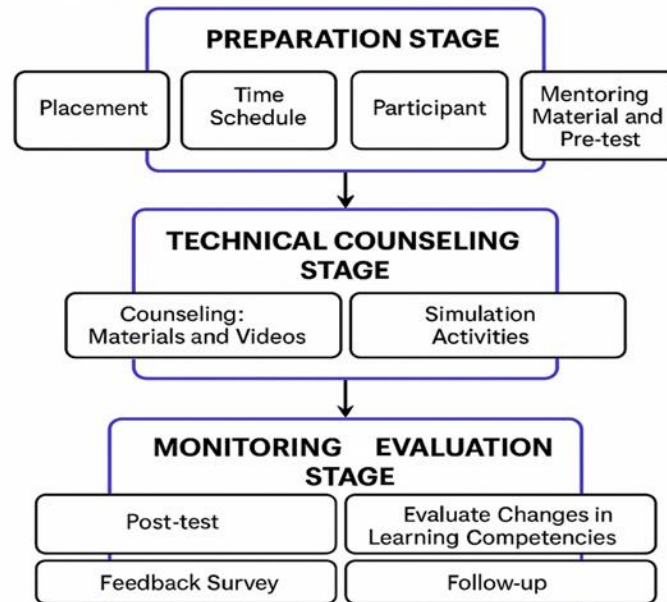 PREPARATION STAGE
Placement
Time
Schedule
Participant
Mentoring
Material and
Pre-test
TECHNICAL COUNSELING
STAGE
Counseling:
Materials and Videos
Simulation
Activities
MONITORING EVALUATION
STAGE
Post-test
Evaluate Changes in
Learning Competencies
Feedback Survey
Follow-up